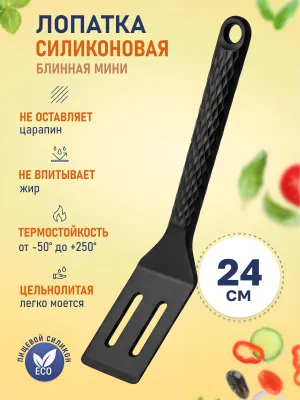 ЛОПАТКА
СИЛИКОНОВАЯ
БЛИННАЯ МИНИ
НЕ ОСТАВЛЯЕТ
царапин
НЕ ВПИТЫВАЕТ
жир
ТЕРМОСТОЙКОСТЬ
от -50° до +250°
ЦЕЛЬНОЛИТАЯ
легко моется
24
СМ
ПИЩЕВОЙ СИЛИКОН
ECO